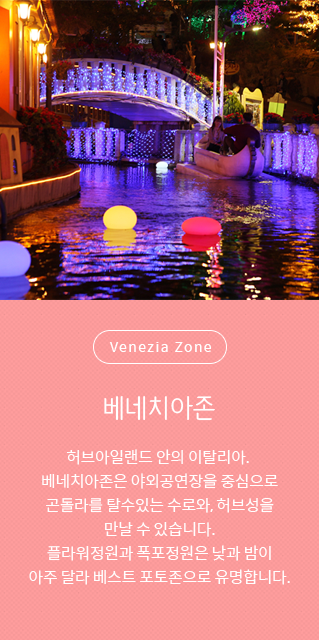 Venezia Zone
베네치아존
허브아일랜드 안의 이탈리아.
베네치아존은 야외공연장을 중심으로
곤돌라를 탈수있는 수로와, 허브성을
만날 수 있습니다.
플라워정원과 폭포정원은 낮과 밤이
아주 달라 베스트 포토존으로 유명합니다.